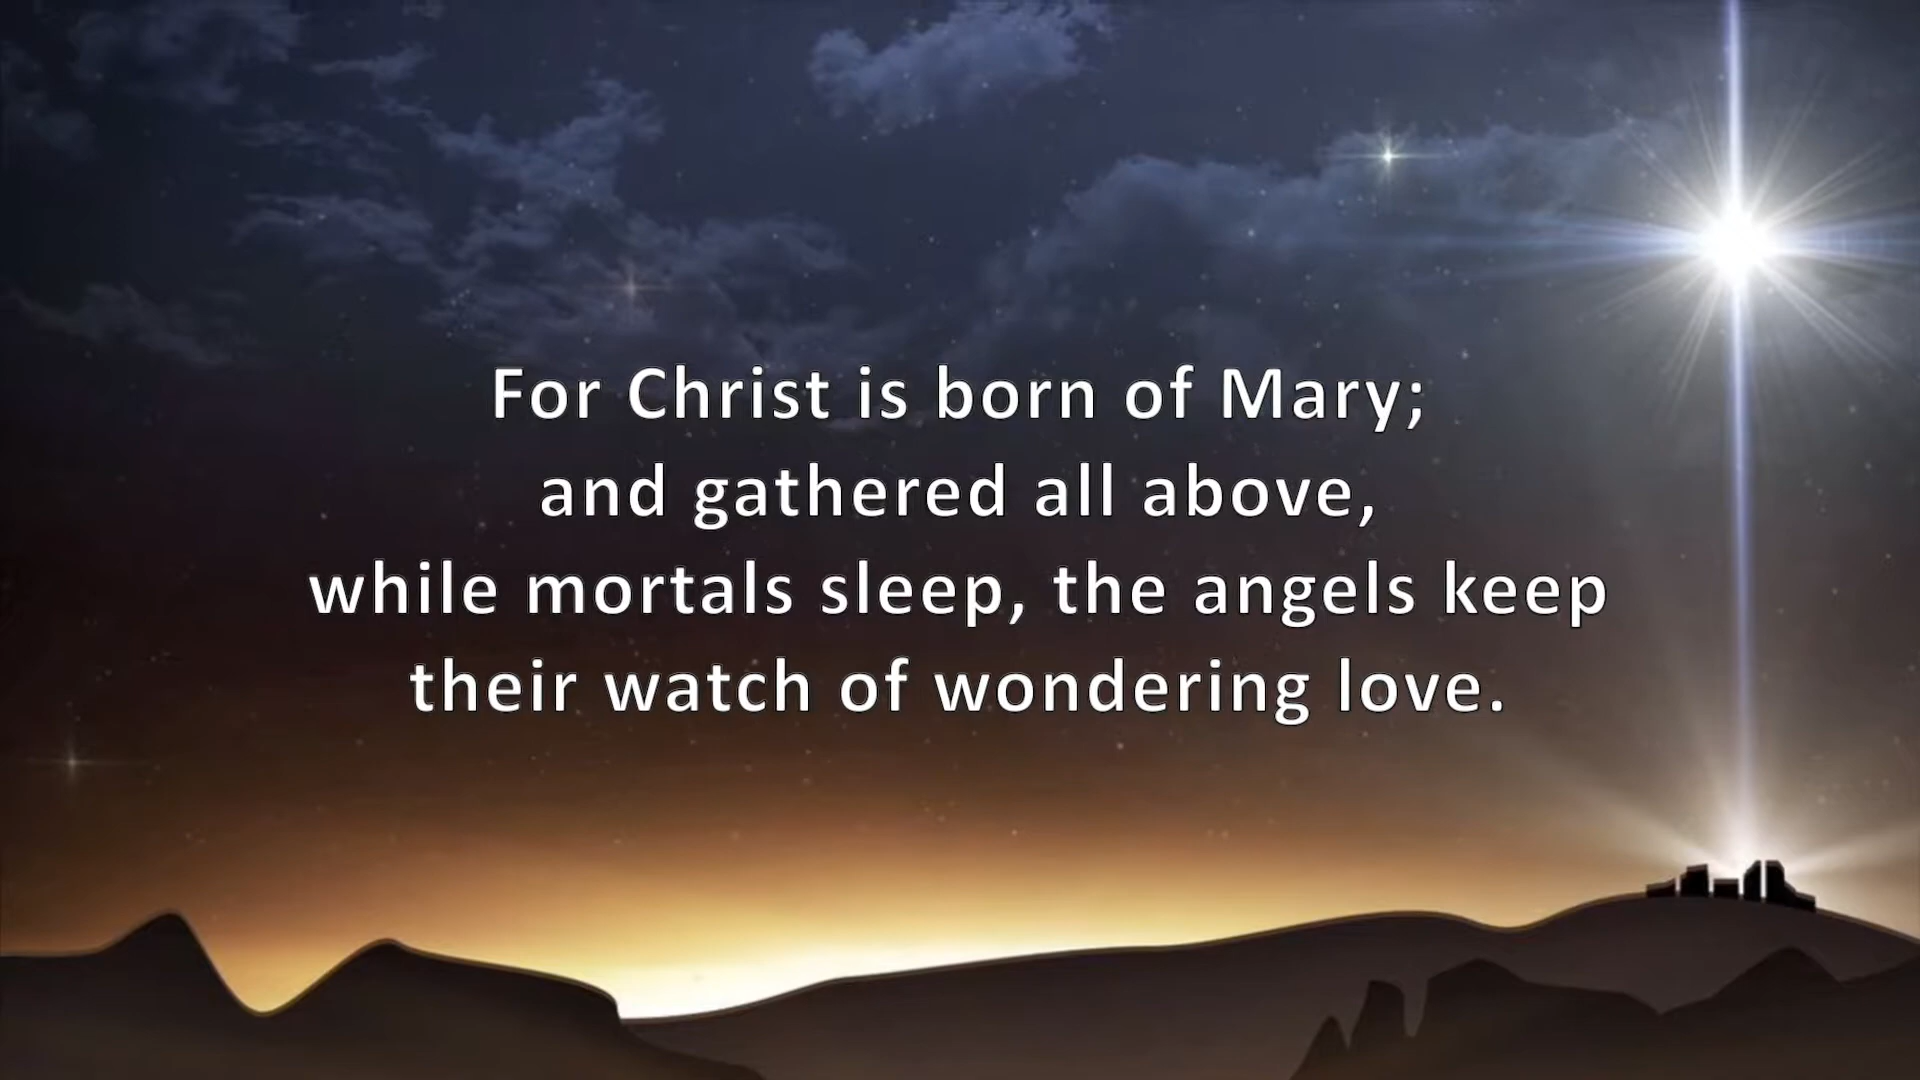 For Christ is born of Mary;
and gathered all above,
while mortals sleep, the angels keep
their watch of wondering love.